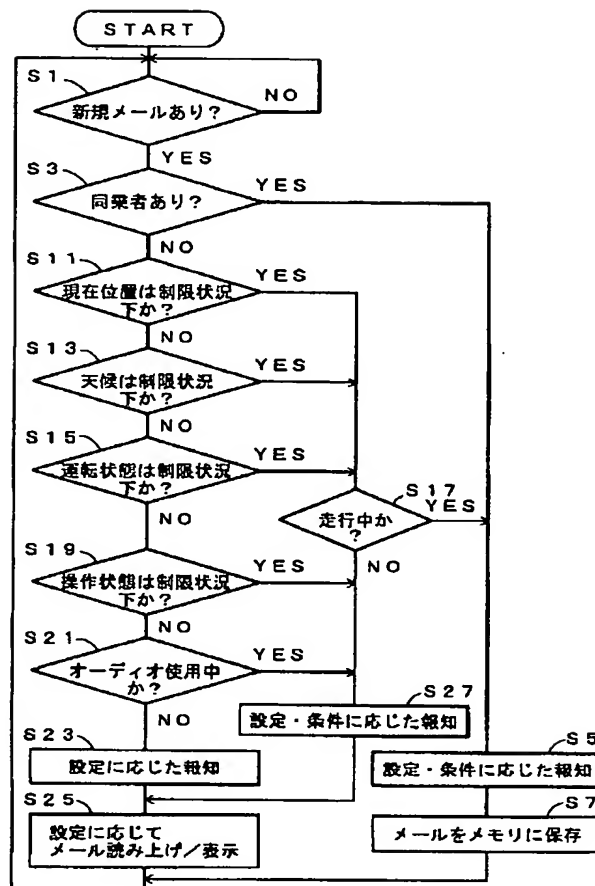 START
S1
新規メールあり？
NO
YES
S3
同乗者あり？
YES
NO
S11
現在位置は制限状況
下か？
YES
NO
S13
天候は制限状況
下か？
YES
NO
S15
運転状態は制限状況
下か？
YES
NO
S17
走行中か
？
YES
NO
S19
操作状態は制限状況
下か？
YES
NO
S21
オーディオ使用中
か？
YES
NO
S27
設定・条件に応じた報知
S23
設定に応じた報知
S5
設定・条件に応じた報知
S25
設定に応じて
メール読み上げ／表示
S7
メールをメモリに保存